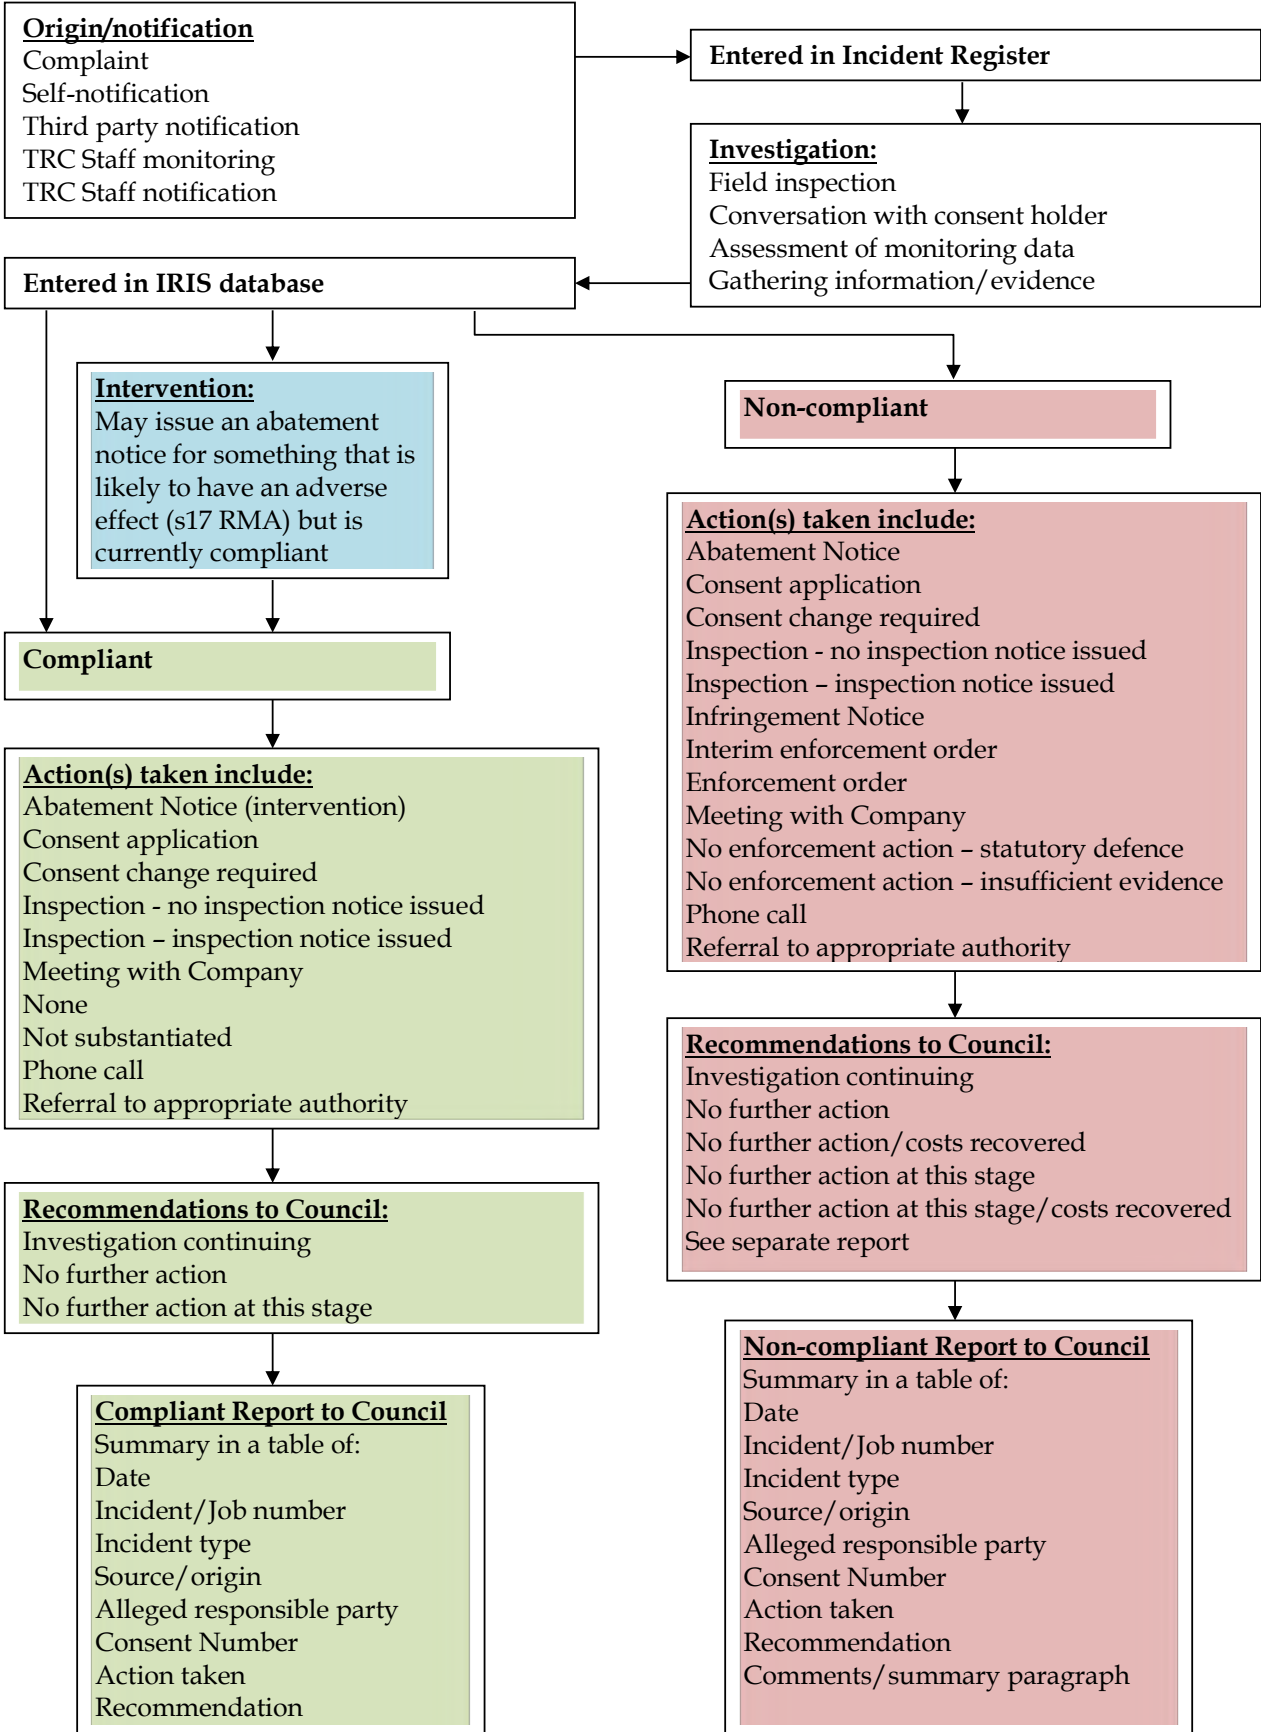 Origin/notification
Complaint
Self-notification
Third party notification
TRC Staff monitoring
TRC Staff notification
Entered in Incident Register
Investigation:
Field inspection
Conversation with consent holder
Assessment of monitoring data
Gathering information/evidence
Entered in IRIS database
Intervention:
May issue an abatement
notice for something that is
likely to have an adverse
effect (s17 RMA) but is
currently compliant
Compliant
Action(s) taken include:
Abatement Notice (intervention)
Consent application
Consent change required
Inspection - no inspection notice issued
Inspection – inspection notice issued
Meeting with Company
None
Not substantiated
Phone call
Referral to appropriate authority
Recommendations to Council:
Investigation continuing
No further action
No further action at this stage
Compliant Report to Council
Summary in a table of:
Date
Incident/Job number
Incident type
Source/origin
Alleged responsible party
Consent Number
Action taken
Recommendation
Non-compliant
Action(s) taken include:
Abatement Notice
Consent application
Consent change required
Inspection - no inspection notice issued
Inspection – inspection notice issued
Infringement Notice
Interim enforcement order
Enforcement order
Meeting with Company
No enforcement action – statutory defence
No enforcement action – insufficient evidence
Phone call
Referral to appropriate authority
Recommendations to Council:
Investigation continuing
No further action
No further action/costs recovered
No further action at this stage
No further action at this stage/costs recovered
See separate report
Non-compliant Report to Council
Summary in a table of:
Date
Incident/Job number
Incident type
Source/origin
Alleged responsible party
Consent Number
Action taken
Recommendation
Comments/summary paragraph